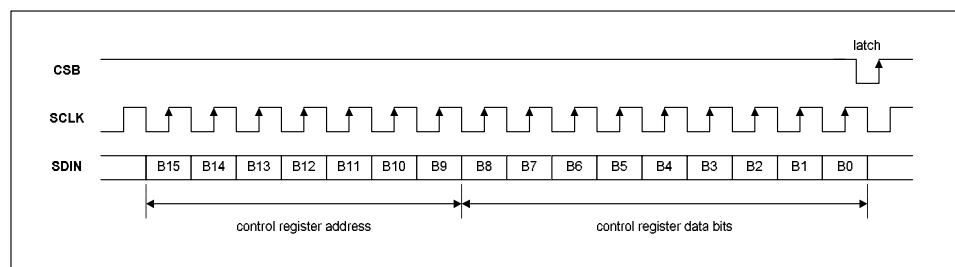 latch
CSB
SCLK
SDIN B15 B14 B13 B12 B11 B10 B9 B8 B7 B6 B5 B4 B3 B2 B1 B0
control register address control register data bits